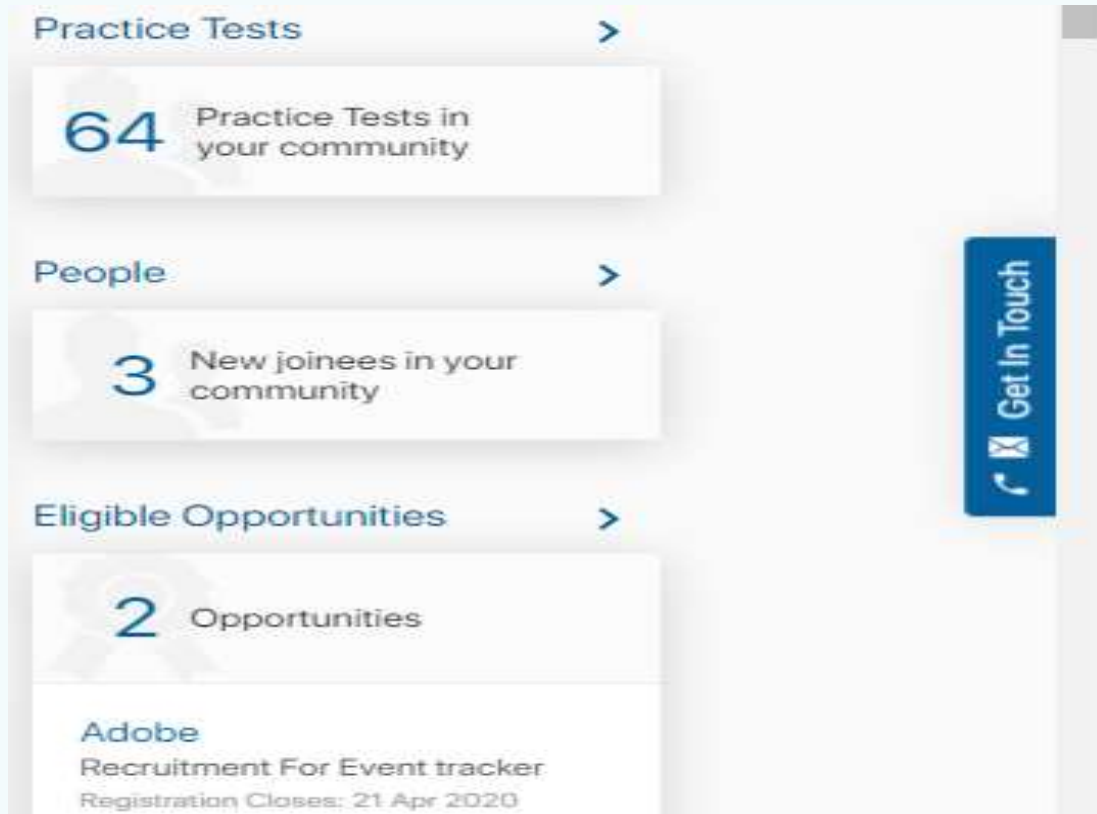 Practice Tests
64
Practice Tests in
your community
People
3
New joinees in your
community
Eligible Opportunities
2
Opportunities
Adobe
Recruitment For Event tracker
Registration Closes: 21 Apr 2020
Get In Touch